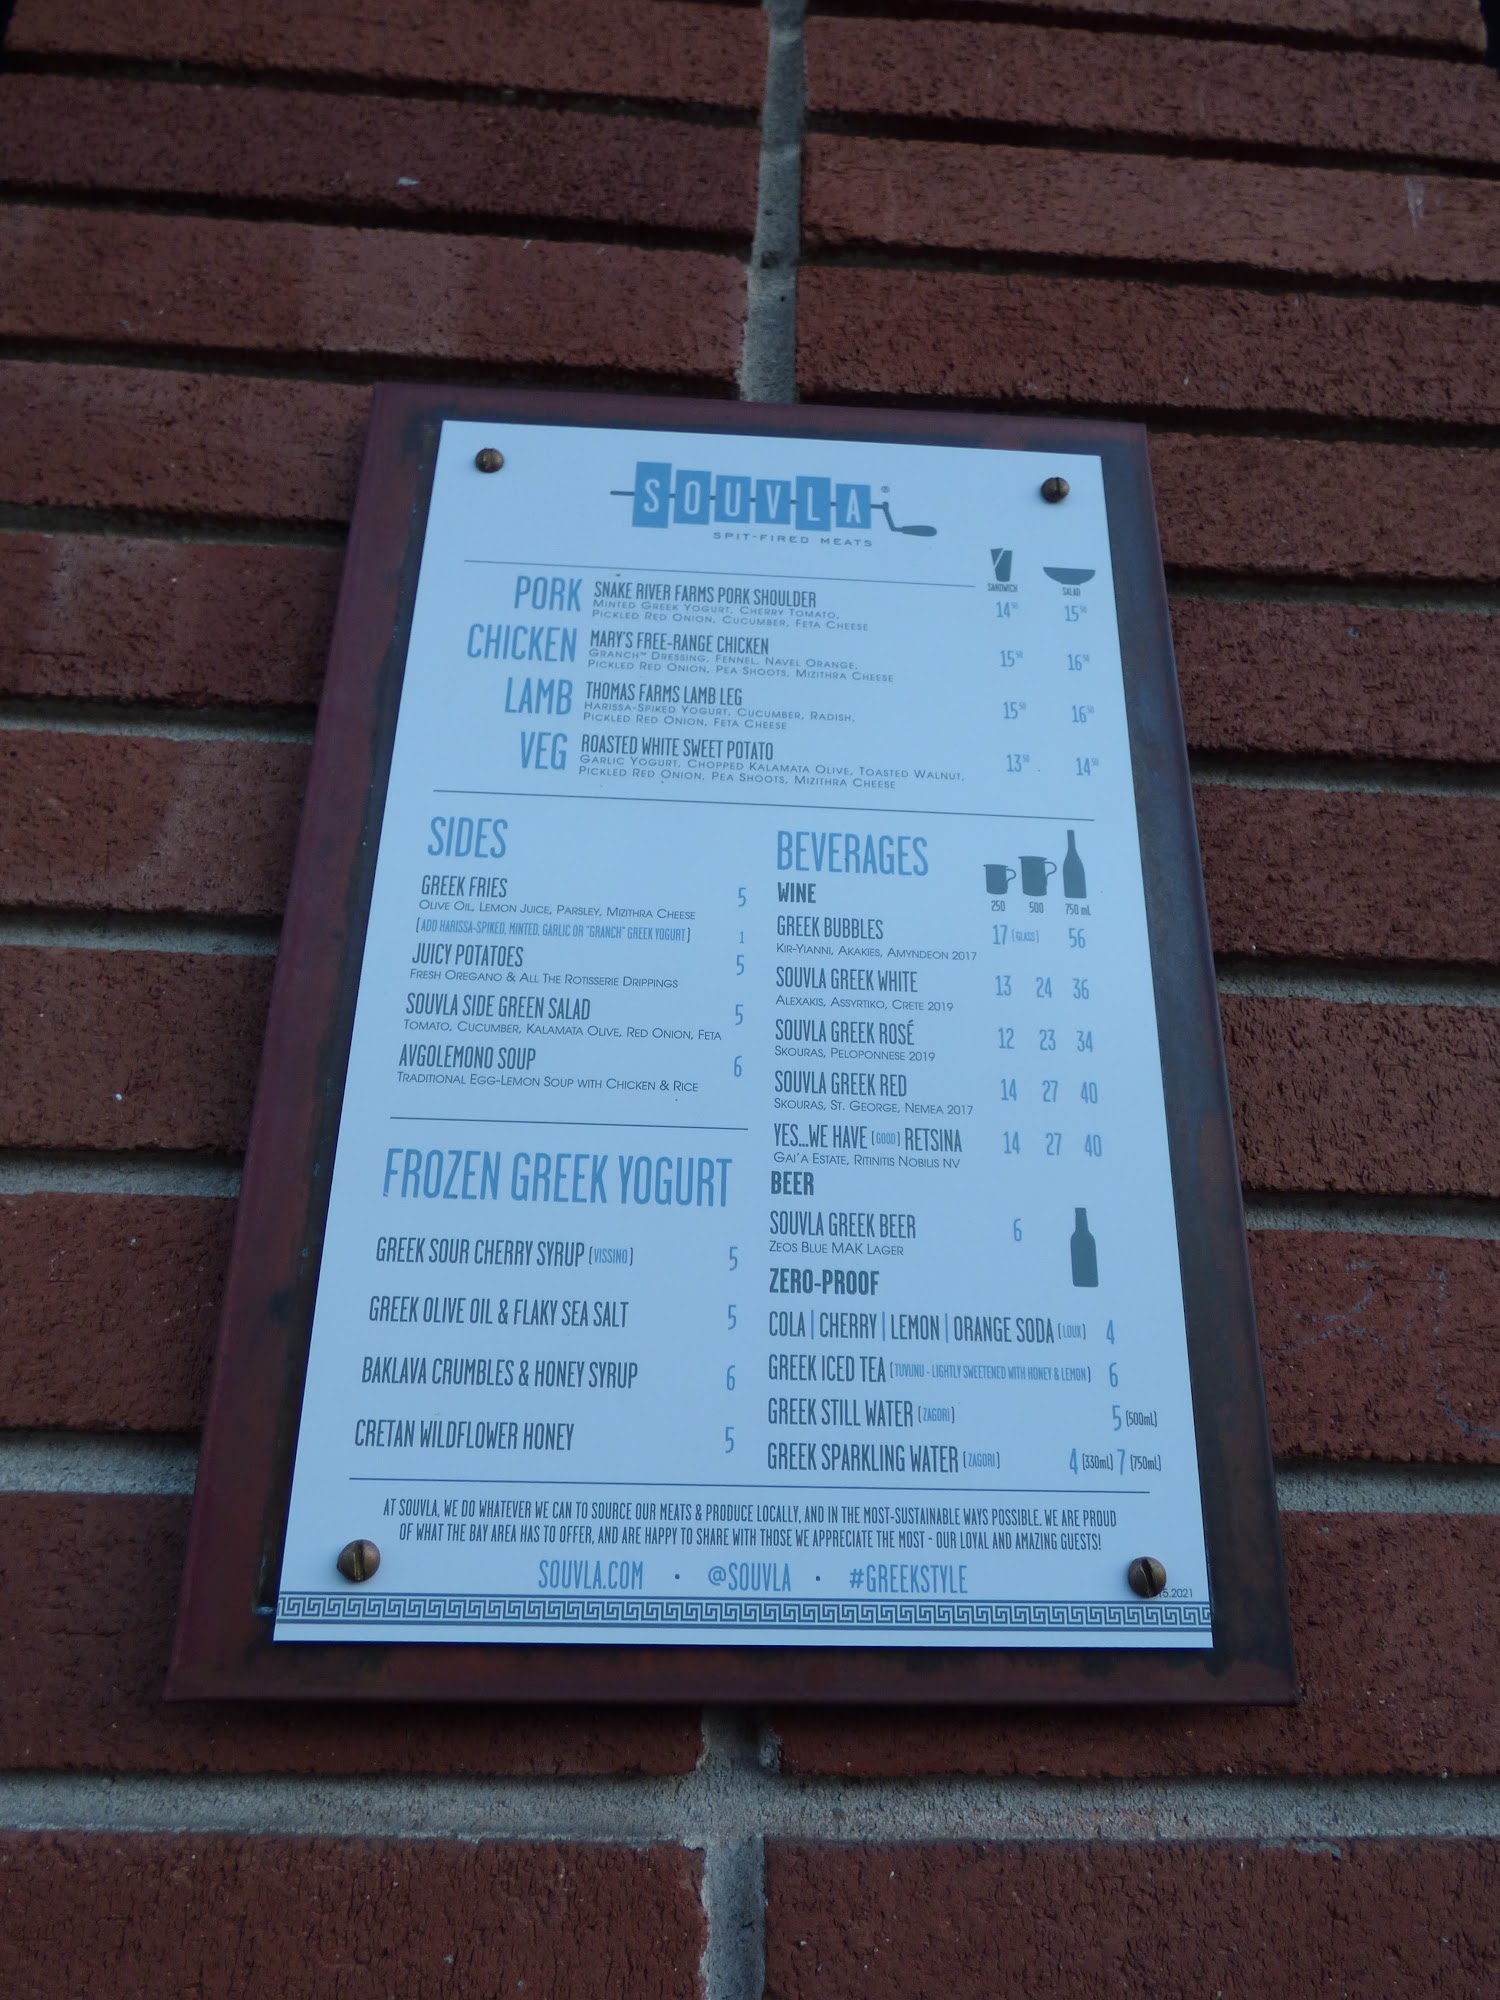 SOUVLA®
SPIT-FIRED MEATS
SANDWICH SALAD
PORK SNAKE RIVER FARMS PORK SHOULDER 14⁵⁰ 15⁵⁰
MINTED GREEK YOGURT, CHERRY TOMATO,
PICKLED RED ONION, CUCUMBER, FETA CHEESE
CHICKEN MARY'S FREE-RANGE CHICKEN 15⁵⁰ 16⁵⁰
GRANCH™ DRESSING, FENNEL, NAVEL ORANGE,
PICKLED RED ONION, PEA SHOOTS, MIZITHRA CHEESE
LAMB THOMAS FARMS LAMB LEG 15⁵⁰ 16⁵⁰
HARISSA-SPIKED YOGURT, CUCUMBER, RADISH,
PICKLED RED ONION, FETA CHEESE
VEG ROASTED WHITE SWEET POTATO 13⁵⁰ 14⁵⁰
GARLIC YOGURT, CHOPPED KALAMATA OLIVE, TOASTED WALNUT,
PICKLED RED ONION, PEA SHOOTS, MIZITHRA CHEESE
SIDES
GREEK FRIES 5
OLIVE OIL, LEMON JUICE, PARSLEY, MIZITHRA CHEESE
(ADD HARISSA-SPIKED, MINTED, GARLIC OR "GRANCH" GREEK YOGURT) 1
JUICY POTATOES 5
FRESH OREGANO & ALL THE ROTISSERIE DRIPPINGS
SOUVLA SIDE GREEN SALAD 5
TOMATO, CUCUMBER, KALAMATA OLIVE, RED ONION, FETA
AVGOLEMONO SOUP 6
TRADITIONAL EGG-LEMON SOUP WITH CHICKEN & RICE
FROZEN GREEK YOGURT
GREEK SOUR CHERRY SYRUP (VISSINO) 5
GREEK OLIVE OIL & FLAKY SEA SALT 5
BAKLAVA CRUMBLES & HONEY SYRUP 6
CRETAN WILDFLOWER HONEY 5
BEVERAGES
WINE 250 500 750 mL
GREEK BUBBLES 17 (GLASS) 56
KIR-YIANNI, AKAKIES, AMYNDEON 2017
SOUVLA GREEK WHITE 13 24 36
ALEXAKIS, ASSYRTIKO, CRETE 2019
SOUVLA GREEK ROSÉ 12 23 34
SKOURAS, PELOPONNESE 2019
SOUVLA GREEK RED 14 27 40
SKOURAS, ST. GEORGE, NEMEA 2017
YES...WE HAVE (GOOD) RETSINA 14 27 40
GAI'A ESTATE, RITINITIS NOBILIS NV
BEER
SOUVLA GREEK BEER 6
ZEOS BLUE MAK LAGER
ZERO-PROOF
COLA | CHERRY | LEMON | ORANGE SODA (LOUX) 4
GREEK ICED TEA (TUVUNU - LIGHTLY SWEETENED WITH HONEY & LEMON) 6
GREEK STILL WATER (ZAGORI) 5 (500mL)
GREEK SPARKLING WATER (ZAGORI) 4 (330mL) 7 (750mL)
AT SOUVLA, WE DO WHATEVER WE CAN TO SOURCE OUR MEATS & PRODUCE LOCALLY, AND IN THE MOST-SUSTAINABLE WAYS POSSIBLE. WE ARE PROUD
OF WHAT THE BAY AREA HAS TO OFFER, AND ARE HAPPY TO SHARE WITH THOSE WE APPRECIATE THE MOST - OUR LOYAL AND AMAZING GUESTS!
SOUVLA.COM · @SOUVLA · #GREEKSTYLE